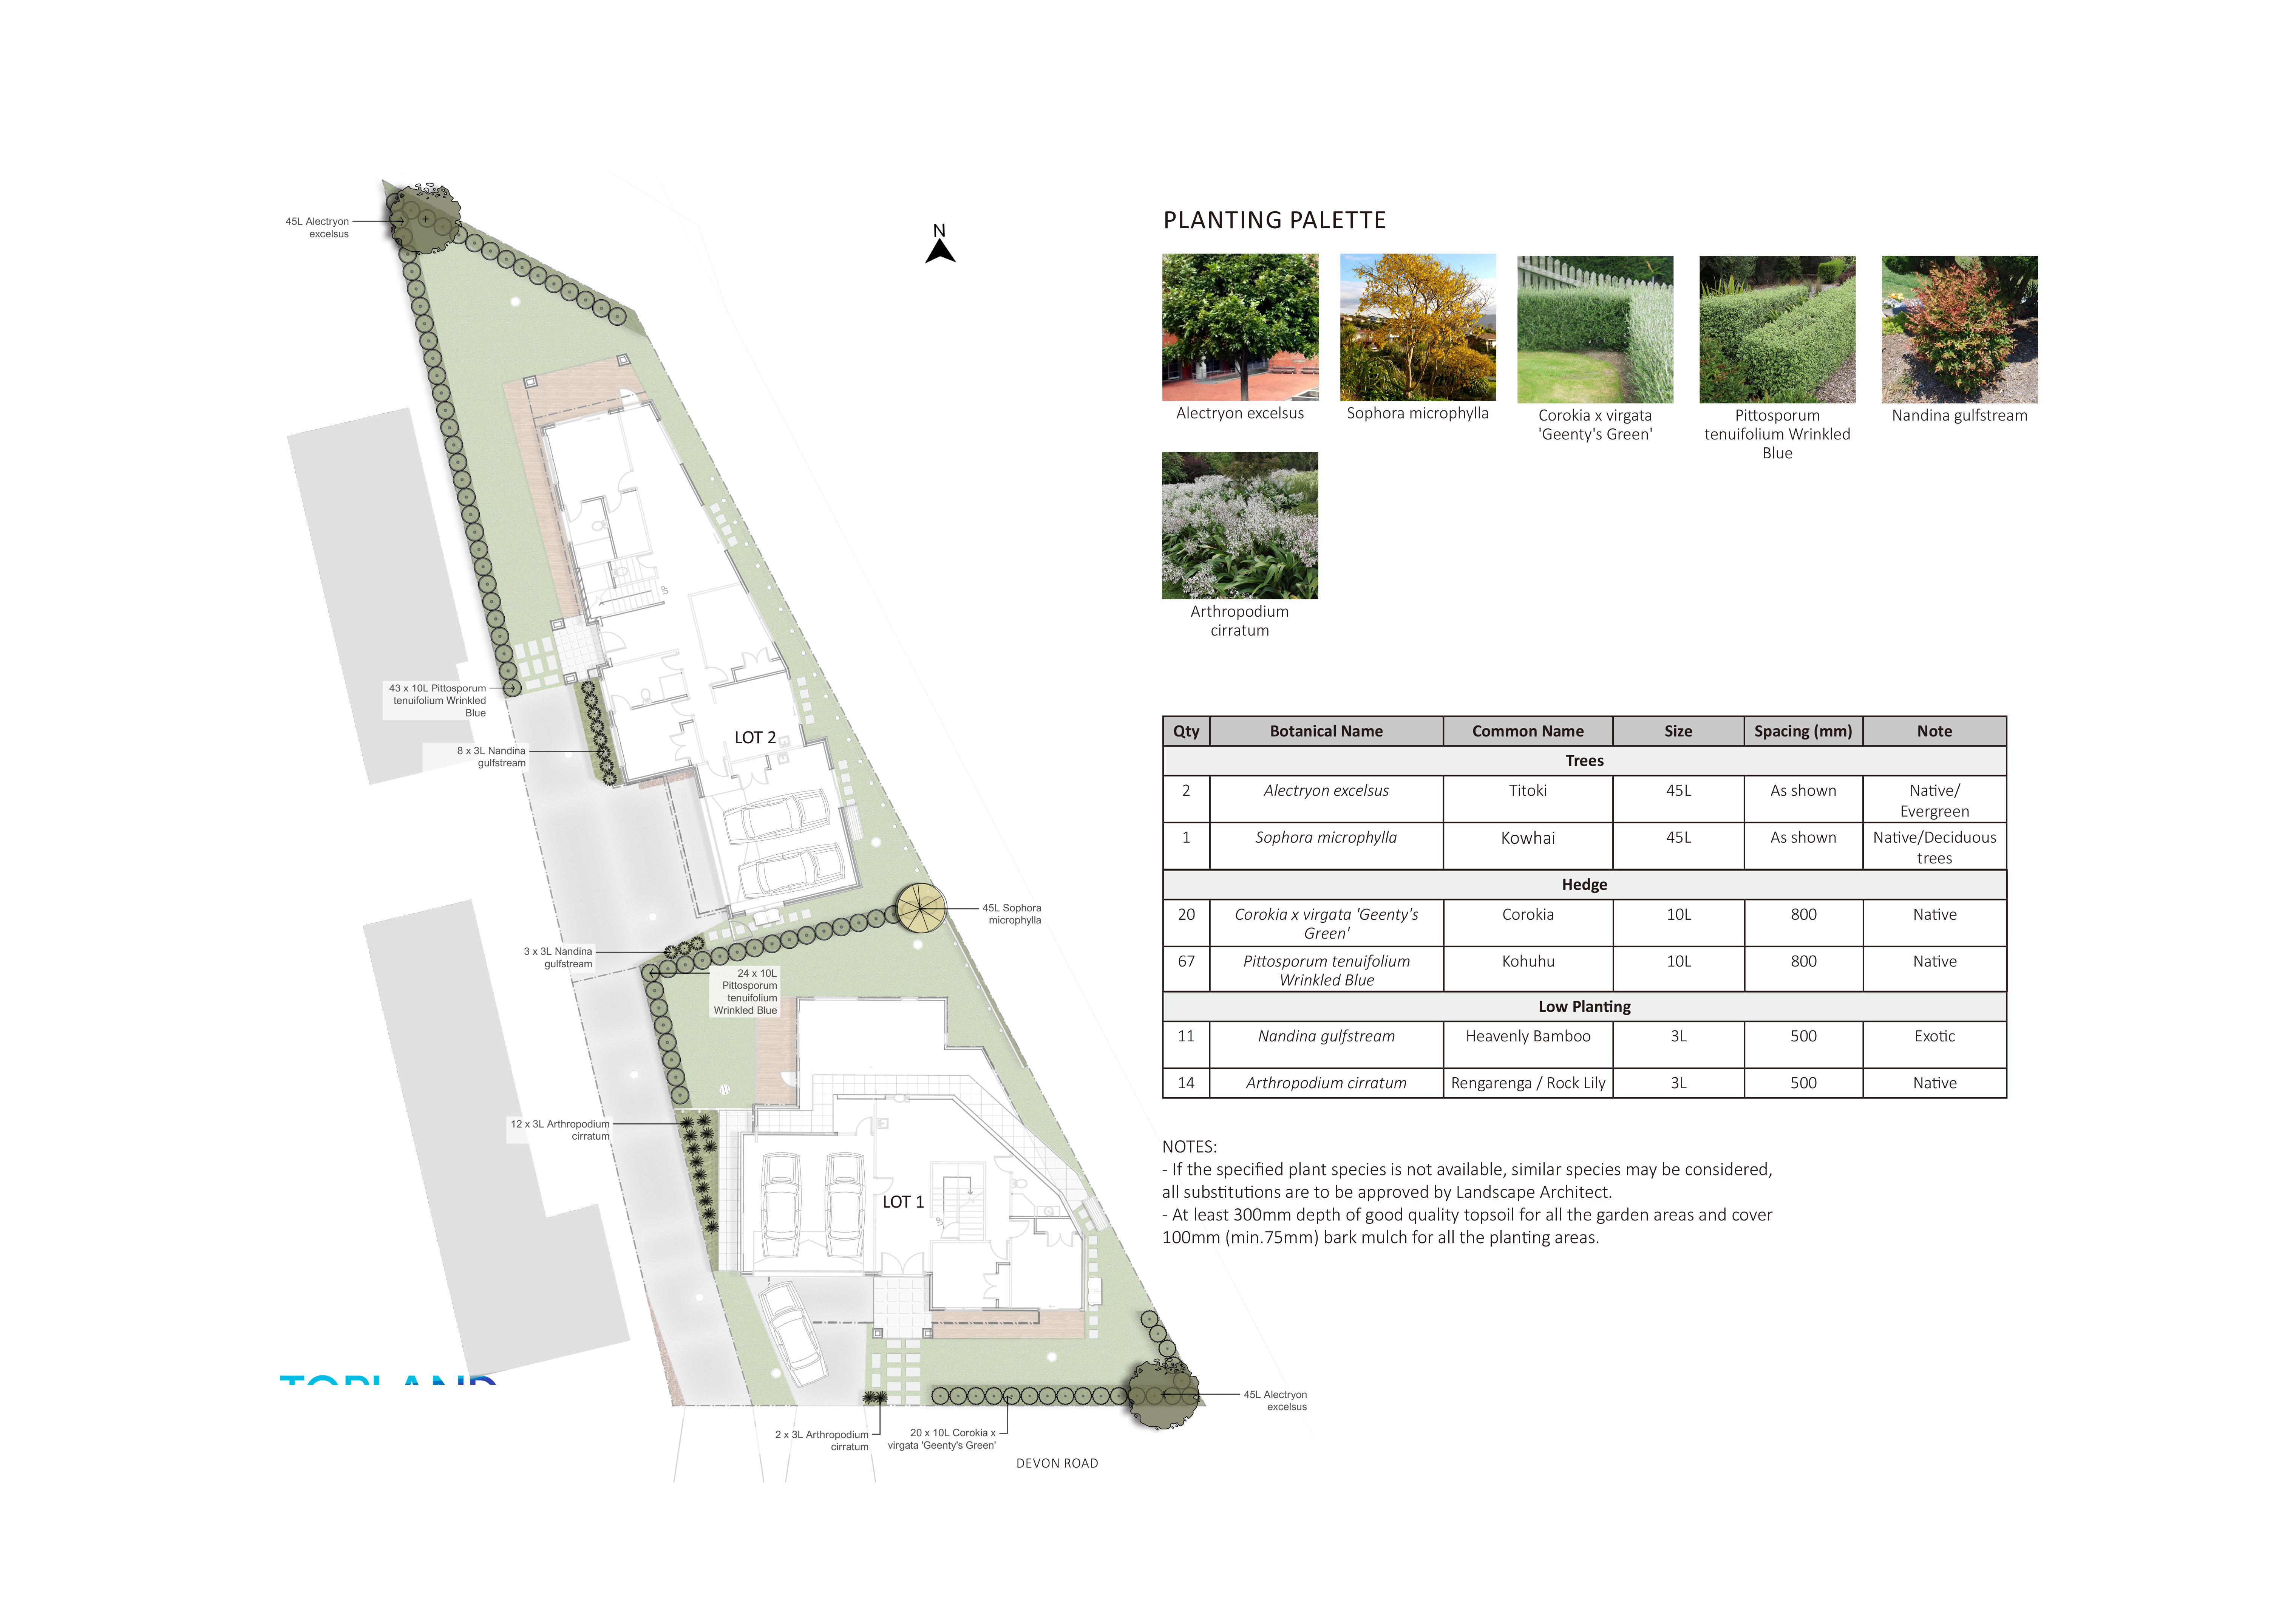 45L Alectryon
excelsus
N
43 x 10L Pittosporum
tenuifolium Wrinkled
Blue
8 x 3L Nandina
gulfstream
LOT 2
UP
45L Sophora
microphylla
3 x 3L Nandina
gulfstream
24 x 10L
Pittosporum
tenuifolium
Wrinkled Blue
12 x 3L Arthropodium
cirratum
LOT 1
45L Alectryon
excelsus
2 x 3L Arthropodium
cirratum
20 x 10L Corokia x
virgata 'Geenty's Green'
DEVON ROAD
TOPLAND
PLANTING PALETTE
Alectryon excelsus
Sophora microphylla
Corokia x virgata
'Geenty's Green'
Pittosporum
tenuifolium Wrinkled
Blue
Nandina gulfstream
Arthropodium
cirratum
Qty Botanical Name Common Name Size Spacing (mm) Note
Trees
2 Alectryon excelsus Titoki 45L As shown Native/
Evergreen
1 Sophora microphylla Kowhai 45L As shown Native/Deciduous
trees
Hedge
20 Corokia x virgata 'Geenty's Corokia 10L 800 Native
Green'
67 Pittosporum tenuifolium Kohuhu 10L 800 Native
Wrinkled Blue
Low Planting
11 Nandina gulfstream Heavenly Bamboo 3L 500 Exotic
14 Arthropodium cirratum Rengarenga / Rock Lily 3L 500 Native
NOTES:
- If the specified plant species is not available, similar species may be considered,
all substitutions are to be approved by Landscape Architect.
- At least 300mm depth of good quality topsoil for all the garden areas and cover
100mm (min.75mm) bark mulch for all the planting areas.